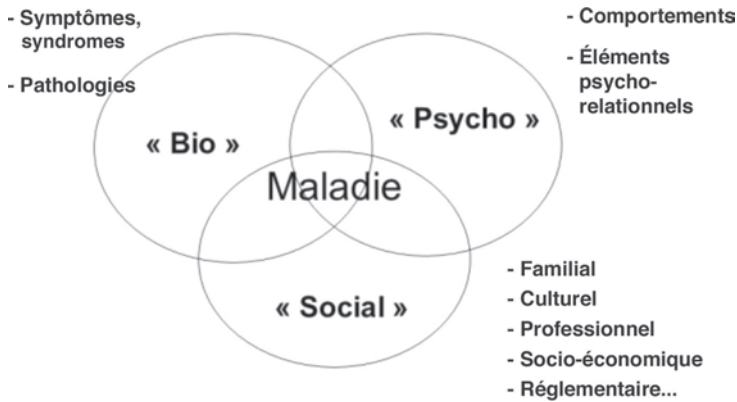 - Symptômes,
syndromes
- Pathologies
- Comportements
- Éléments
psycho-
relationnels
« Bio »
« Psycho »
Maladie
« Social »
- Familial
- Culturel
- Professionnel
- Socio-économique
- Réglementaire...